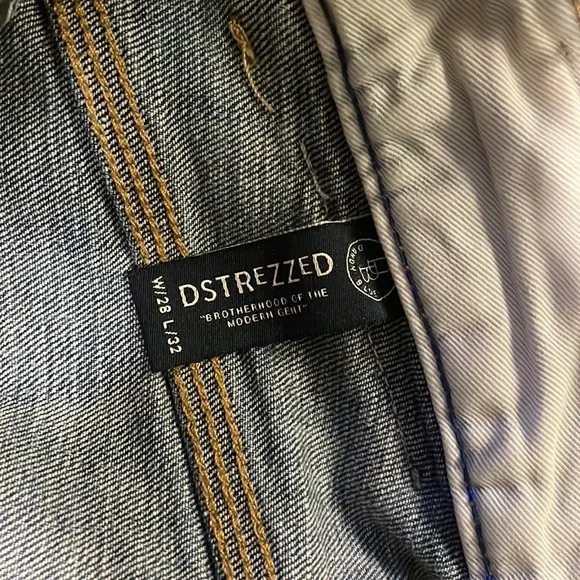 DSTREZZED
"BROTHERHOOD OF THE
MODERN GENT"
W/28 L/32